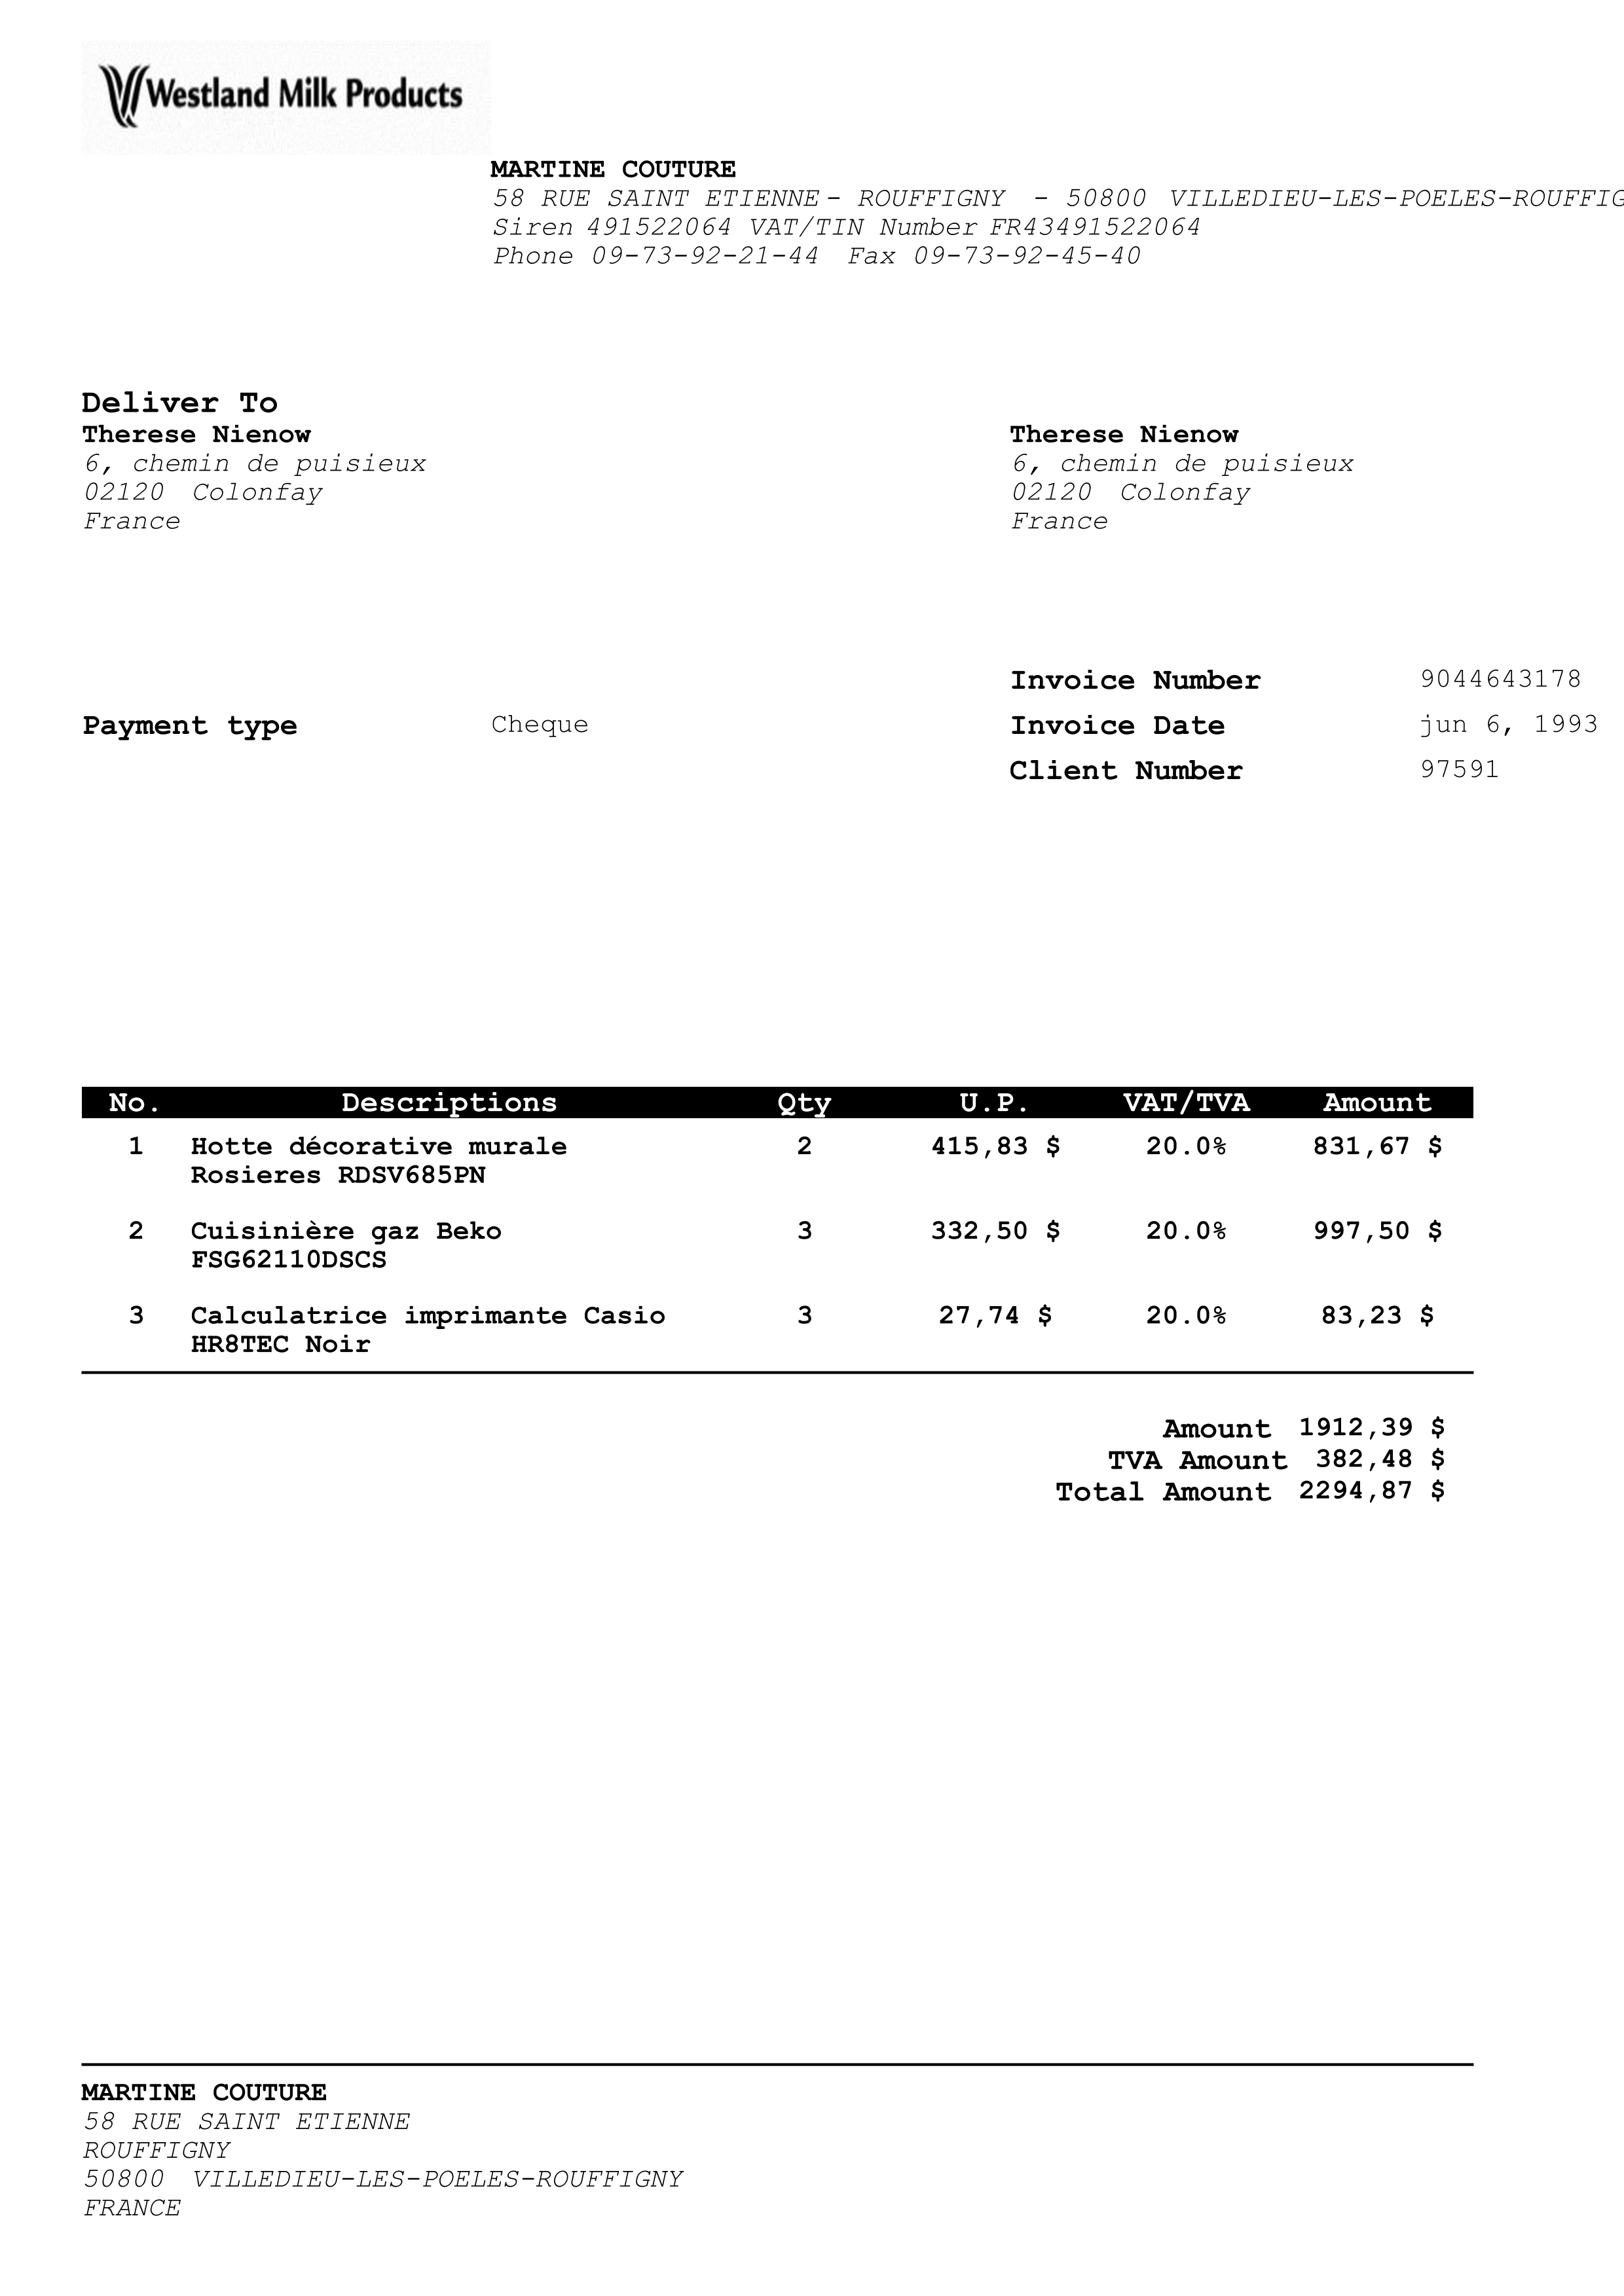 Westland Milk Products
MARTINE COUTURE
58 RUE SAINT ETIENNE - ROUFFIGNY - 50800 VILLEDIEU-LES-POELES-ROUFFIG
Siren 491522064 VAT/TIN Number FR43491522064
Phone 09-73-92-21-44 Fax 09-73-92-45-40
Deliver To
Therese Nienow
6, chemin de puisieux
02120 Colonfay
France
Therese Nienow
6, chemin de puisieux
02120 Colonfay
France
Invoice Number 9044643178
Payment type Cheque Invoice Date jun 6, 1993
Client Number 97591
No. Descriptions Qty U.P. VAT/TVA Amount
1 Hotte décorative murale 2 415,83 $ 20.0% 831,67 $
Rosieres RDSV685PN
2 Cuisinière gaz Beko 3 332,50 $ 20.0% 997,50 $
FSG62110DSCS
3 Calculatrice imprimante Casio 3 27,74 $ 20.0% 83,23 $
HR8TEC Noir
Amount 1912,39 $
TVA Amount 382,48 $
Total Amount 2294,87 $
MARTINE COUTURE
58 RUE SAINT ETIENNE
ROUFFIGNY
50800 VILLEDIEU-LES-POELES-ROUFFIGNY
FRANCE